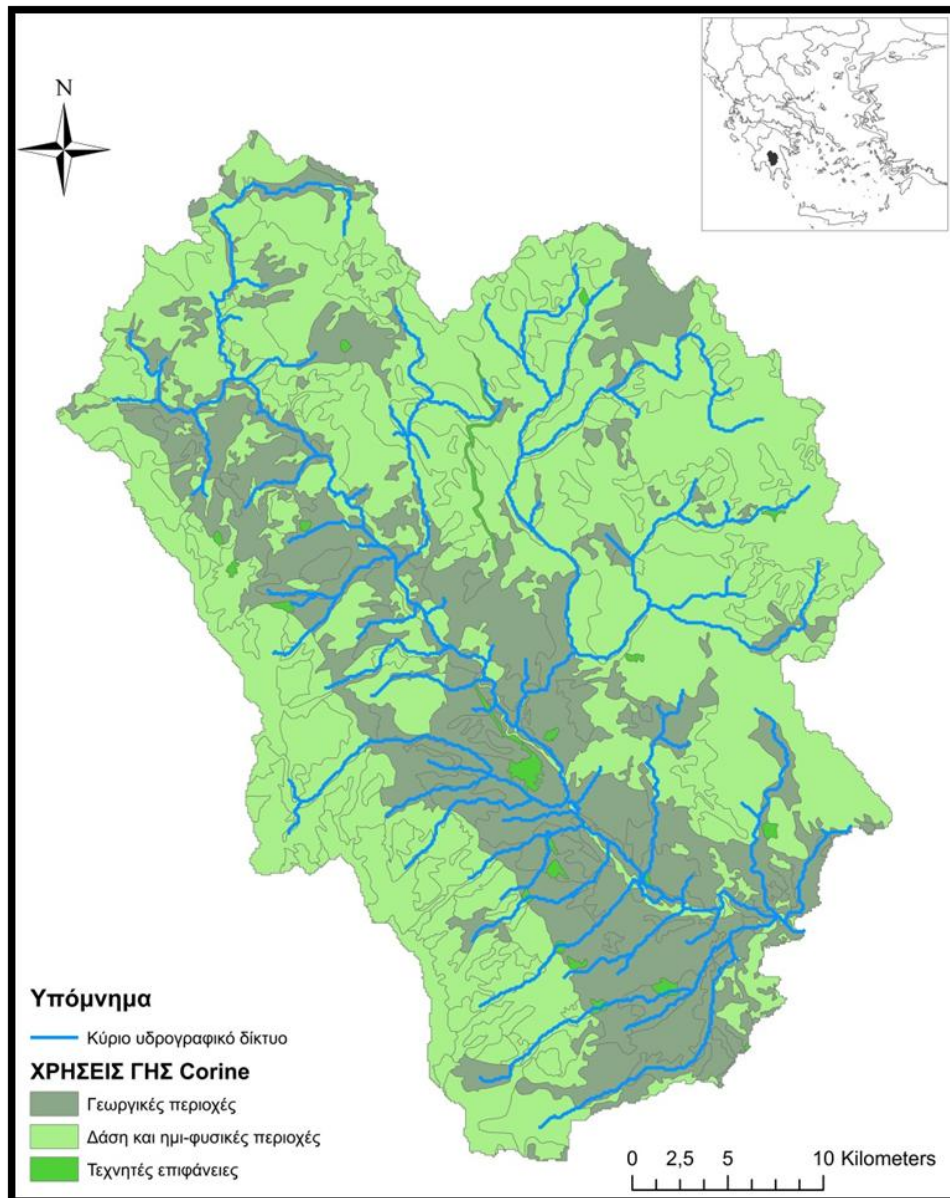 N
Υπόμνημα
Κύριο υδρογραφικό δίκτυο
ΧΡΗΣΕΙΣ ΓΗΣ Corine
Γεωργικές περιοχές
Δάση και ημι-φυσικές περιοχές
Τεχνητές επιφάνειες
0 2,5 5 10 Kilometers